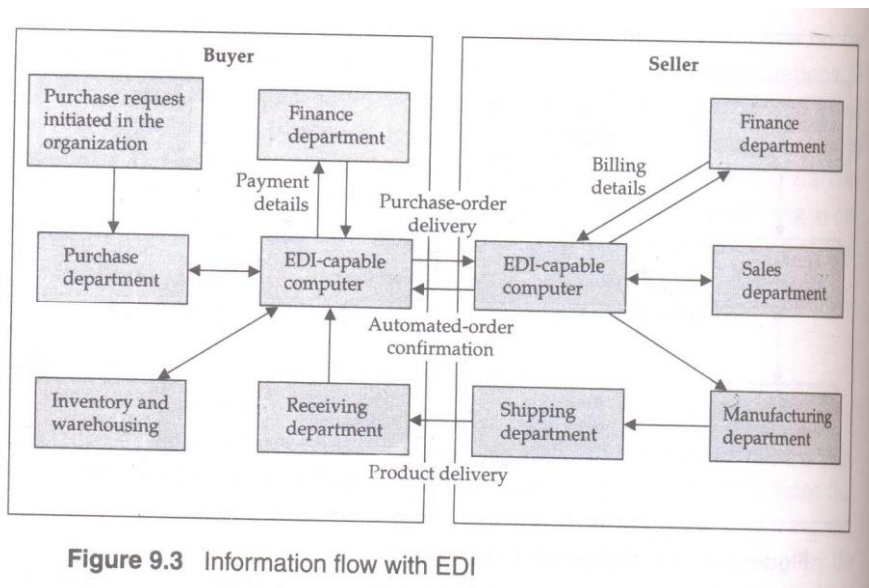 Buyer
Seller
Purchase request
initiated in the
organization
Finance
department
Finance
department
Payment
details
Billing
details
Purchase-order
delivery
Purchase
department
EDI-capable
computer
EDI-capable
computer
Sales
department
Automated-order
confirmation
Inventory and
warehousing
Receiving
department
Shipping
department
Manufacturing
department
Product delivery
Figure 9.3 Information flow with EDI